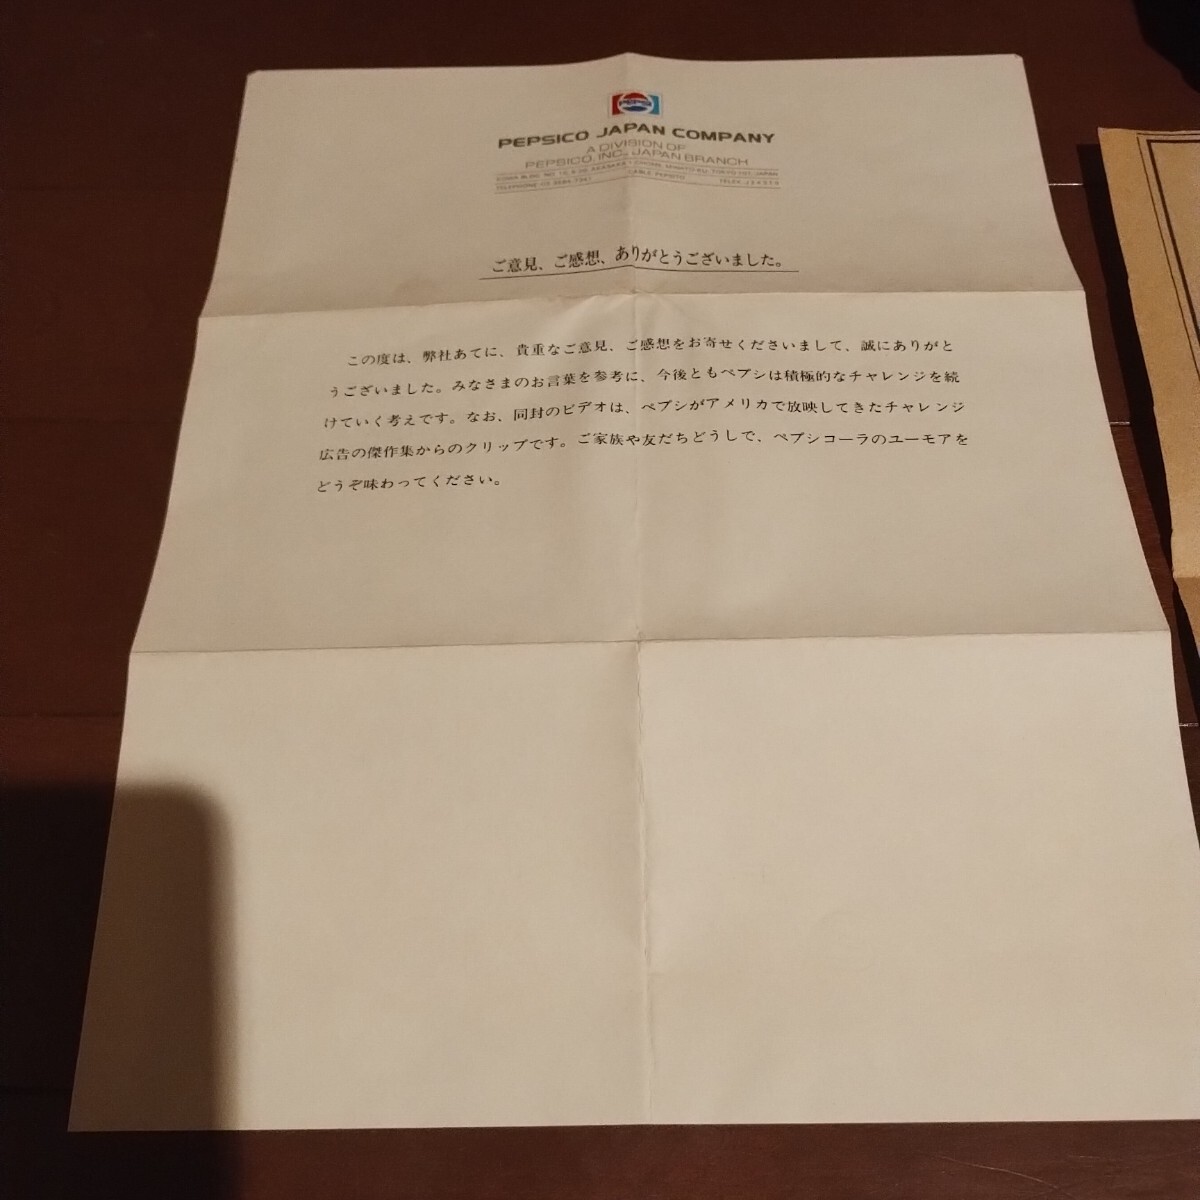 PEPSI
PEPSICO JAPAN COMPANY
A DIVISION OF
PEPSICO, INC., JAPAN BRANCH
TOKYO 107, JAPAN
TELEPHONE CABLE: PEPSITO TELEX
ご意見、ご感想、ありがとうございました。
この度は、弊社あてに、貴重なご意見、ご感想をお寄せくださいまして、誠にありがと
うございました。みなさまのお言葉を参考に、今後ともペプシは積極的なチャレンジを続
けていく考えです。なお、同封のビデオは、ペプシがアメリカで放映してきたチャレンジ
広告の傑作集からのクリップです。ご家族や友だちどうしで、ペプシコーラのユーモアを
どうぞ味わってください。